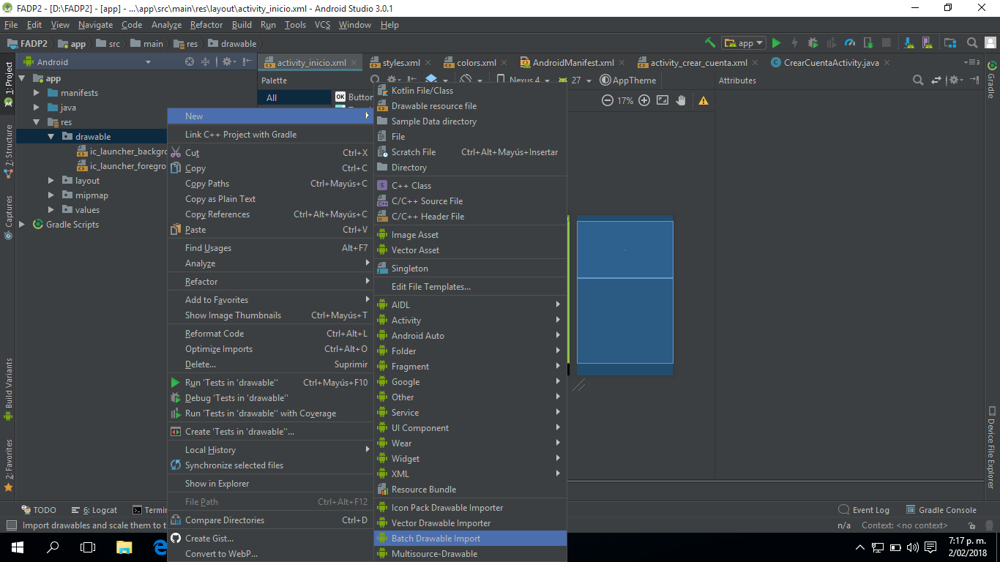 FADP2 - [D:\FADP2] - [app] - ...\app\src\main\res\layout\activity_inicio.xml - Android Studio 3.0.1
File Edit View Navigate Code Analyze Refactor Build Run Tools VCS Window Help
FADP2 app src main res drawable
app
Android
activity_inicio.xml
styles.xml
colors.xml
AndroidManifest.xml
activity_crear_cuenta.xml
CrearCuentaActivity.java
3
1: Project
7: Structure
Captures
Build Variants
2: Favorites
app
manifests
java
res
drawable
ic_launcher_backgro
ic_launcher_foregro
layout
mipmap
values
Gradle Scripts
Palette
All
OK Button
Nexus 4
27
AppTheme
17%
Attributes
Gradle
Device File Explorer
New
Link C++ Project with Gradle
Cut Ctrl+X
Copy Ctrl+C
Copy Paths Ctrl+Mayús+C
Copy as Plain Text
Copy References Ctrl+Alt+Mayús+C
Paste Ctrl+V
Find Usages Alt+F7
Analyze
Refactor
Add to Favorites
Show Image Thumbnails Ctrl+Mayús+T
Reformat Code Ctrl+Alt+L
Optimize Imports Ctrl+Alt+O
Delete... Suprimir
Run 'Tests in 'drawable'' Ctrl+Mayús+F10
Debug 'Tests in 'drawable''
Run 'Tests in 'drawable'' with Coverage
Create 'Tests in 'drawable''...
Local History
Synchronize selected files
Show in Explorer
File Path Ctrl+Alt+F12
Compare Directories Ctrl+D
Create Gist...
Convert to WebP...
Kotlin File/Class
Drawable resource file
Sample Data directory
File
Scratch File Ctrl+Alt+Mayús+Insertar
Directory
S C++ Class
C/C++ Source File
C/C++ Header File
Image Asset
Vector Asset
Singleton
Edit File Templates...
AIDL
Activity
Android Auto
Folder
Fragment
Google
Other
Service
UI Component
Wear
Widget
XML
Resource Bundle
Icon Pack Drawable Importer
Vector Drawable Importer
Batch Drawable Import
Multisource-Drawable
TODO
6: Logcat
Termin
Event Log
Gradle Console
Import drawables and scale them to t
n/a
Context: <no context>
7:17 p. m.
2/02/2018